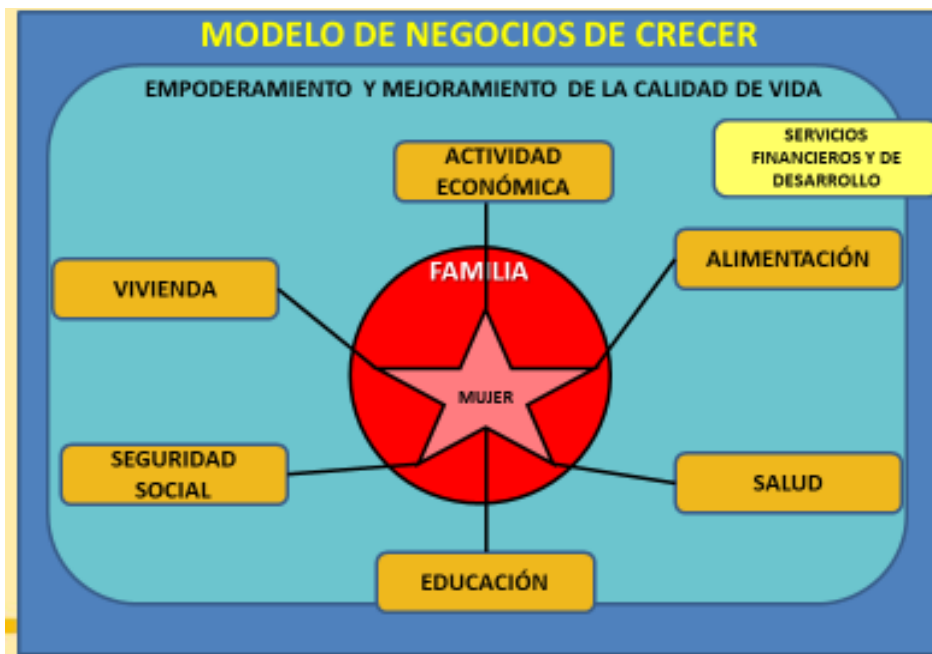 MODELO DE NEGOCIOS DE CRECER
EMPODERAMIENTO Y MEJORAMIENTO DE LA CALIDAD DE VIDA
SERVICIOS
FINANCIEROS Y DE
DESARROLLO
ACTIVIDAD
ECONÓMICA
ALIMENTACIÓN
FAMILIA
VIVIENDA
MUJER
SEGURIDAD
SOCIAL
SALUD
EDUCACIÓN